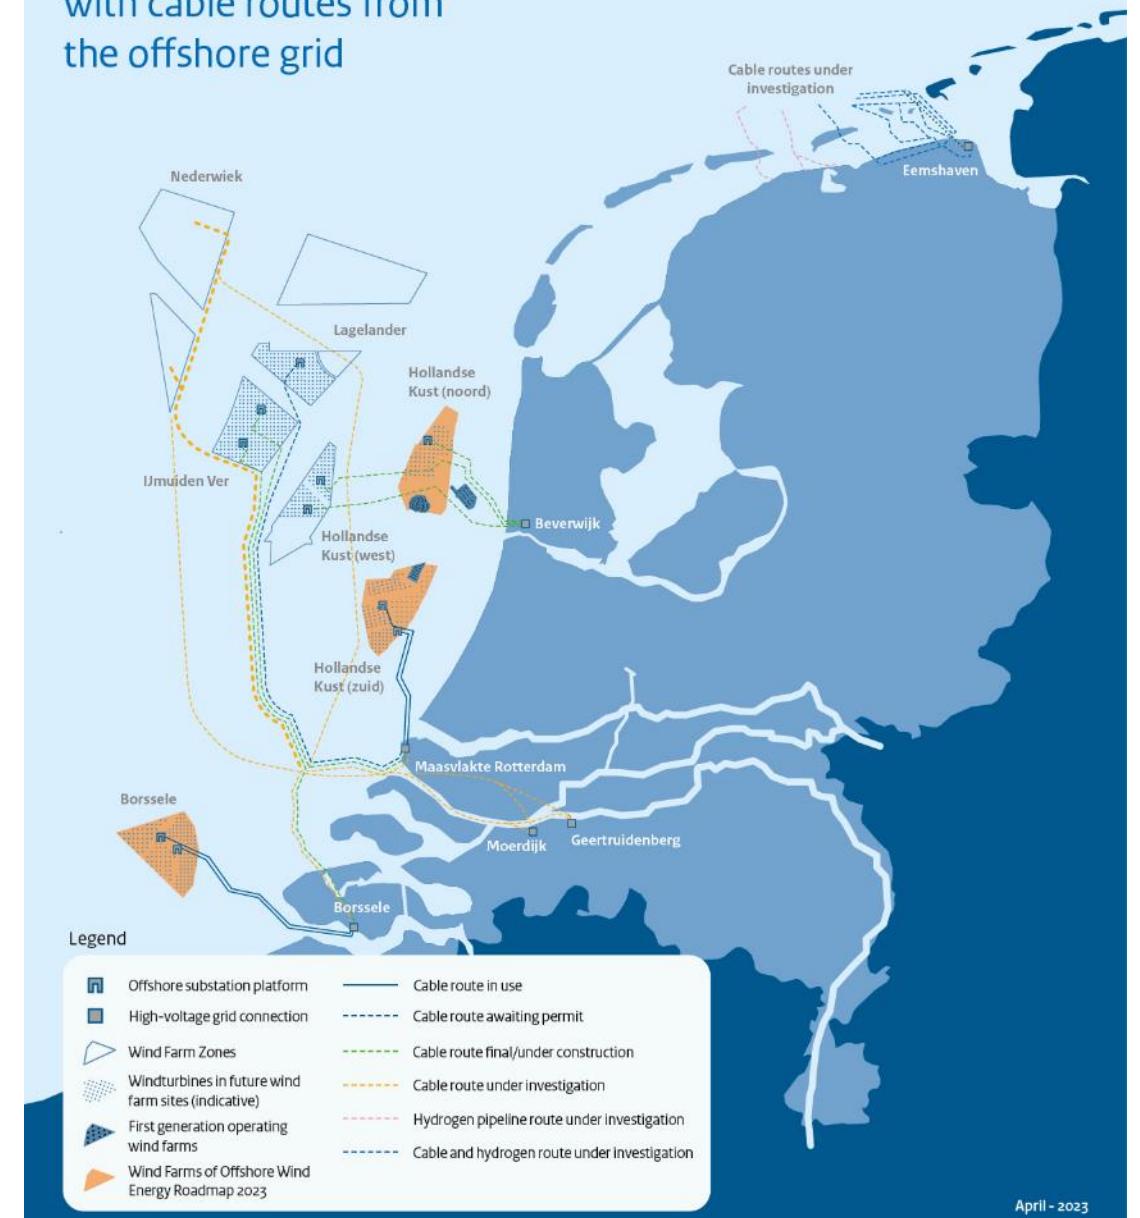 with cable routes from
the offshore grid
Cable routes under
investigation
Eemshaven
Nederwiek
Lagelander
Hollandse
Kust (noord)
IJmuiden Ver
Beverwijk
Hollandse
Kust (west)
Hollandse
Kust (zuid)
Maasvlakte Rotterdam
Borssele
Moerdijk
Geertruidenberg
Borssele
Legend
Offshore substation platform
High-voltage grid connection
Wind Farm Zones
Windturbines in future wind
farm sites (indicative)
First generation operating
wind farms
Wind Farms of Offshore Wind
Energy Roadmap 2023
Cable route in use
Cable route awaiting permit
Cable route final/under construction
Cable route under investigation
Hydrogen pipeline route under investigation
Cable and hydrogen route under investigation
April - 2023